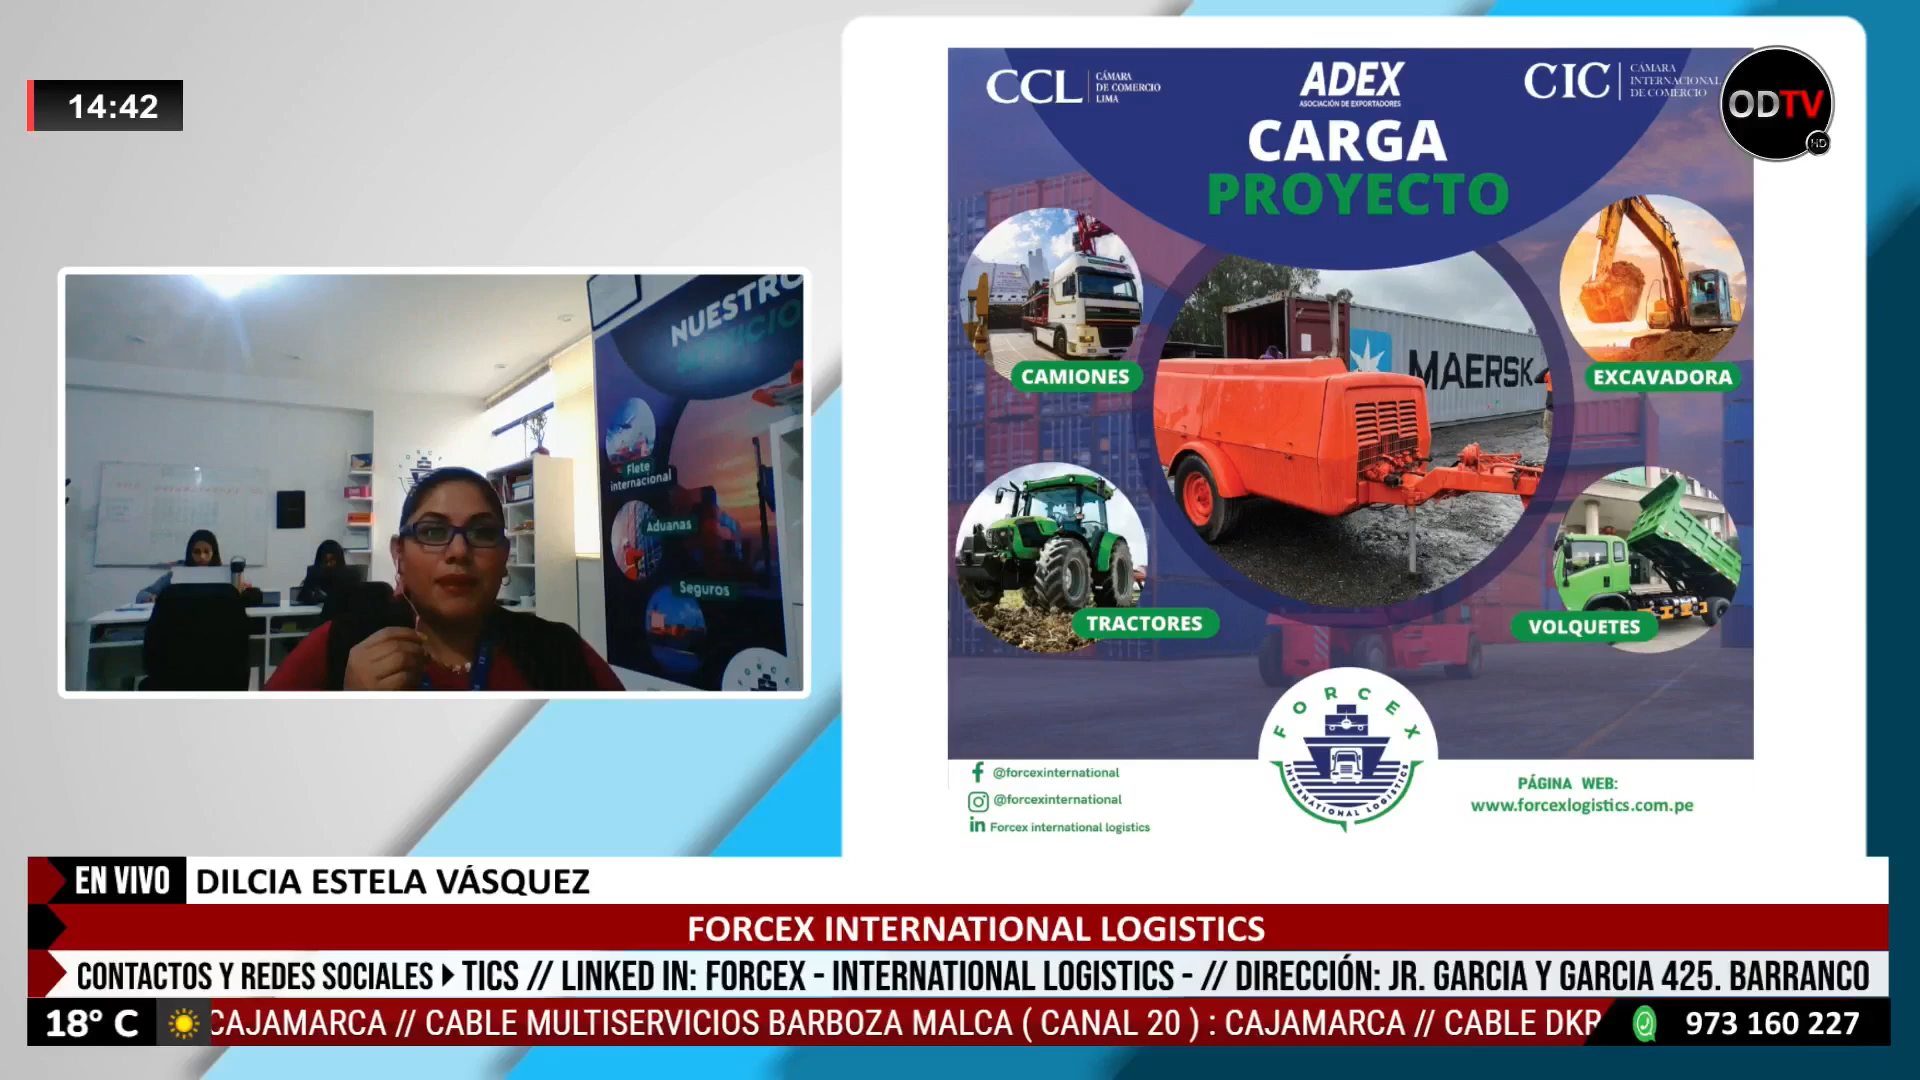 14:42
CCL CÁMARA
DE COMERCIO
LIMA
ADEX
ASOCIACIÓN DE EXPORTADORES
CIC CÁMARA
INTERNACIONAL
DE COMERCIO
ODTV
HD
CARGA
PROYECTO
CAMIONES
EXCAVADORA
MAERSK
TRACTORES
VOLQUETES
NUESTRO
Flete
internacional
Aduanas
Seguros
FORCEX
INTERNATIONAL LOGISTICS
@forcexinternational
@forcexinternational
in Forcex international logistics
PÁGINA WEB:
www.forcexlogistics.com.pe
EN VIVO DILCIA ESTELA VÁSQUEZ
FORCEX INTERNATIONAL LOGISTICS
CONTACTOS Y REDES SOCIALES TICS // LINKED IN: FORCEX - INTERNATIONAL LOGISTICS - // DIRECCIÓN: JR. GARCIA Y GARCIA 425. BARRANCO
18° C CAJAMARCA // CABLE MULTISERVICIOS BARBOZA MALCA ( CANAL 20 ) : CAJAMARCA // CABLE DKR 973 160 227